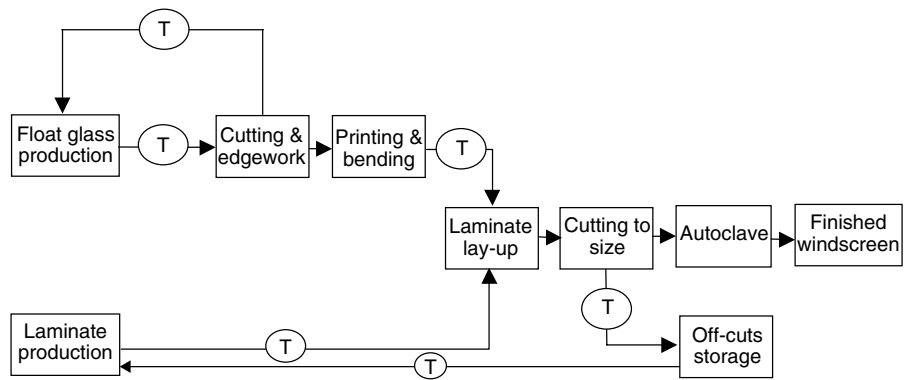 T
Float glass
production
T
Cutting &
edgework
Printing &
bending
T
Laminate
lay-up
Cutting to
size
Autoclave
Finished
windscreen
T
Laminate
production
T
Off-cuts
storage
T